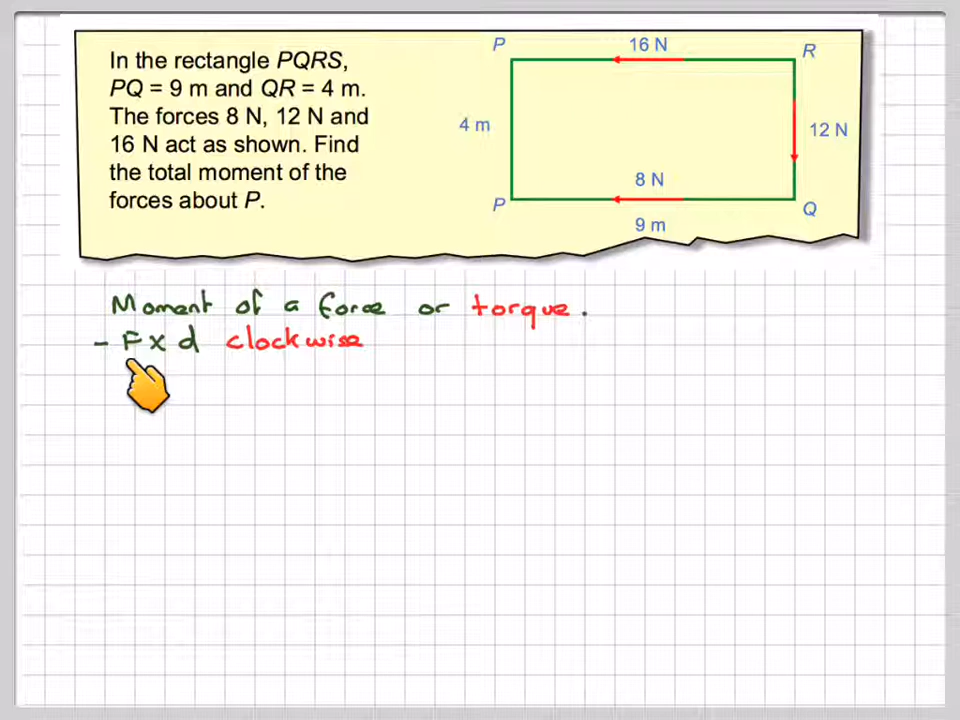 In the rectangle PQRS,
PQ = 9 m and QR = 4 m.
The forces 8 N, 12 N and
16 N act as shown. Find
the total moment of the
forces about P.
P
16 N
R
4 m
12 N
8 N
P
Q
9 m
Moment of a force or torque.
- F x d clockwise